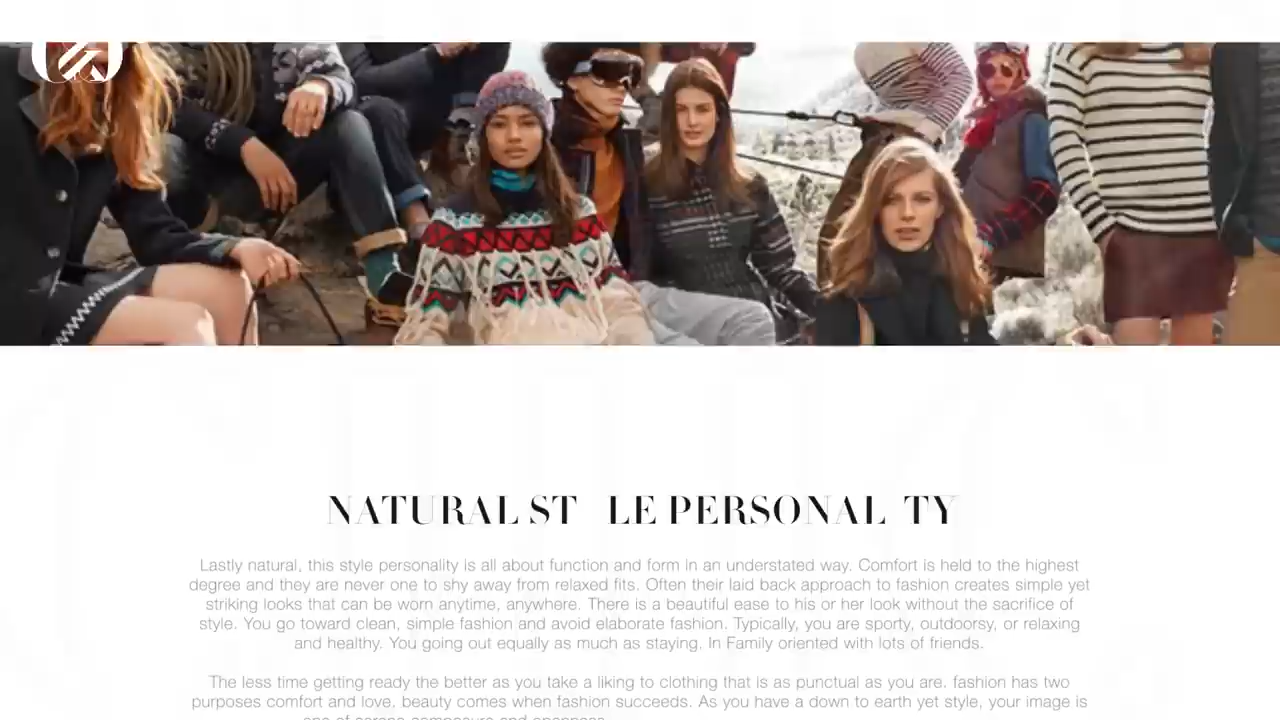 NATURAL ST LE PERSONAL TY
Lastly natural, this style personality is all about function and form in an understated way. Comfort is held to the highest
degree and they are never one to shy away from relaxed fits. Often their laid back approach to fashion creates simple yet
striking looks that can be worn anytime, anywhere. There is a beautiful ease to his or her look without the sacrifice of
style. You go toward clean, simple fashion and avoid elaborate fashion. Typically, you are sporty, outdoorsy, or relaxing
and healthy. You going out equally as much as staying. In Family oriented with lots of friends.
The less time getting ready the better as you take a liking to clothing that is as punctual as you are. fashion has two
purposes comfort and love. beauty comes when fashion succeeds. As you have a down to earth yet style, your image is
one of serene composure and openness.